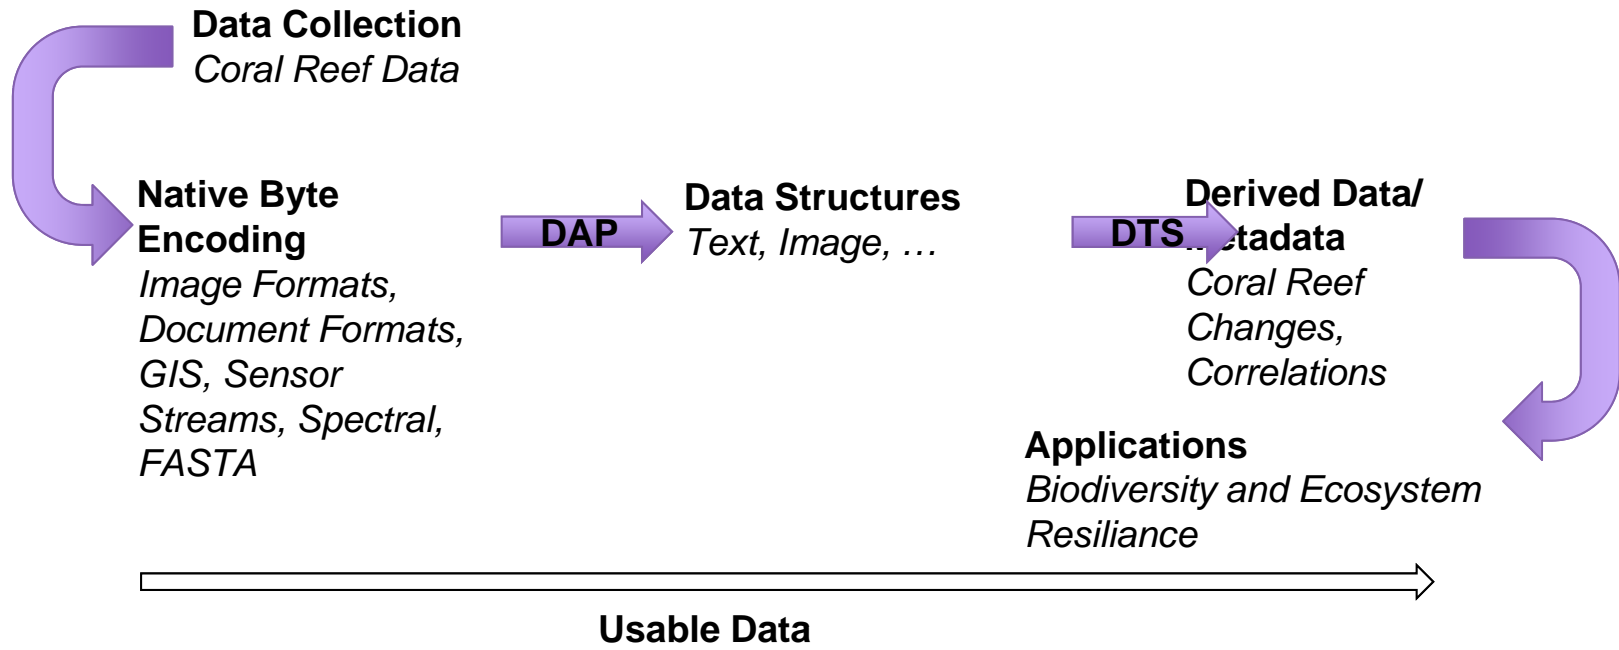 Data Collection
Coral Reef Data
Native Byte
Encoding
Image Formats,
Document Formats,
GIS, Sensor
Streams, Spectral,
FASTA
DAP
Data Structures
Text, Image, …
DTS
Derived Data/
Metadata
Coral Reef
Changes,
Correlations
Applications
Biodiversity and Ecosystem
Resiliance
Usable Data